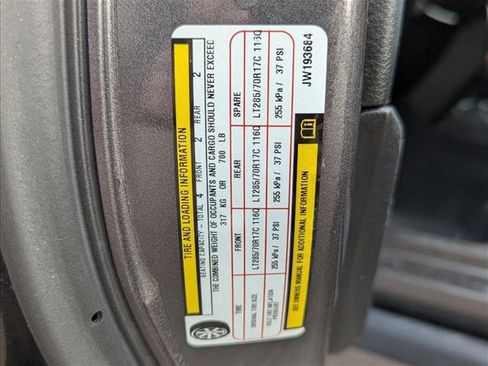 TIRE AND LOADING INFORMATION
SEATING CAPACITY - TOTAL 4 FRONT 2 REAR 2
THE COMBINED WEIGHT OF OCCUPANTS AND CARGO SHOULD NEVER EXCEED
317 KG OR 700 LB
TIRE FRONT REAR SPARE
ORIGINAL TIRE SIZE LT285/70R17C 116Q LT285/70R17C 116Q LT285/70R17C 116Q
COLD TIRE INFLATION PRESSURE 255 kPa / 37 PSI 255 kPa / 37 PSI 255 kPa / 37 PSI
SEE OWNERS MANUAL FOR ADDITIONAL INFORMATION
JW193684